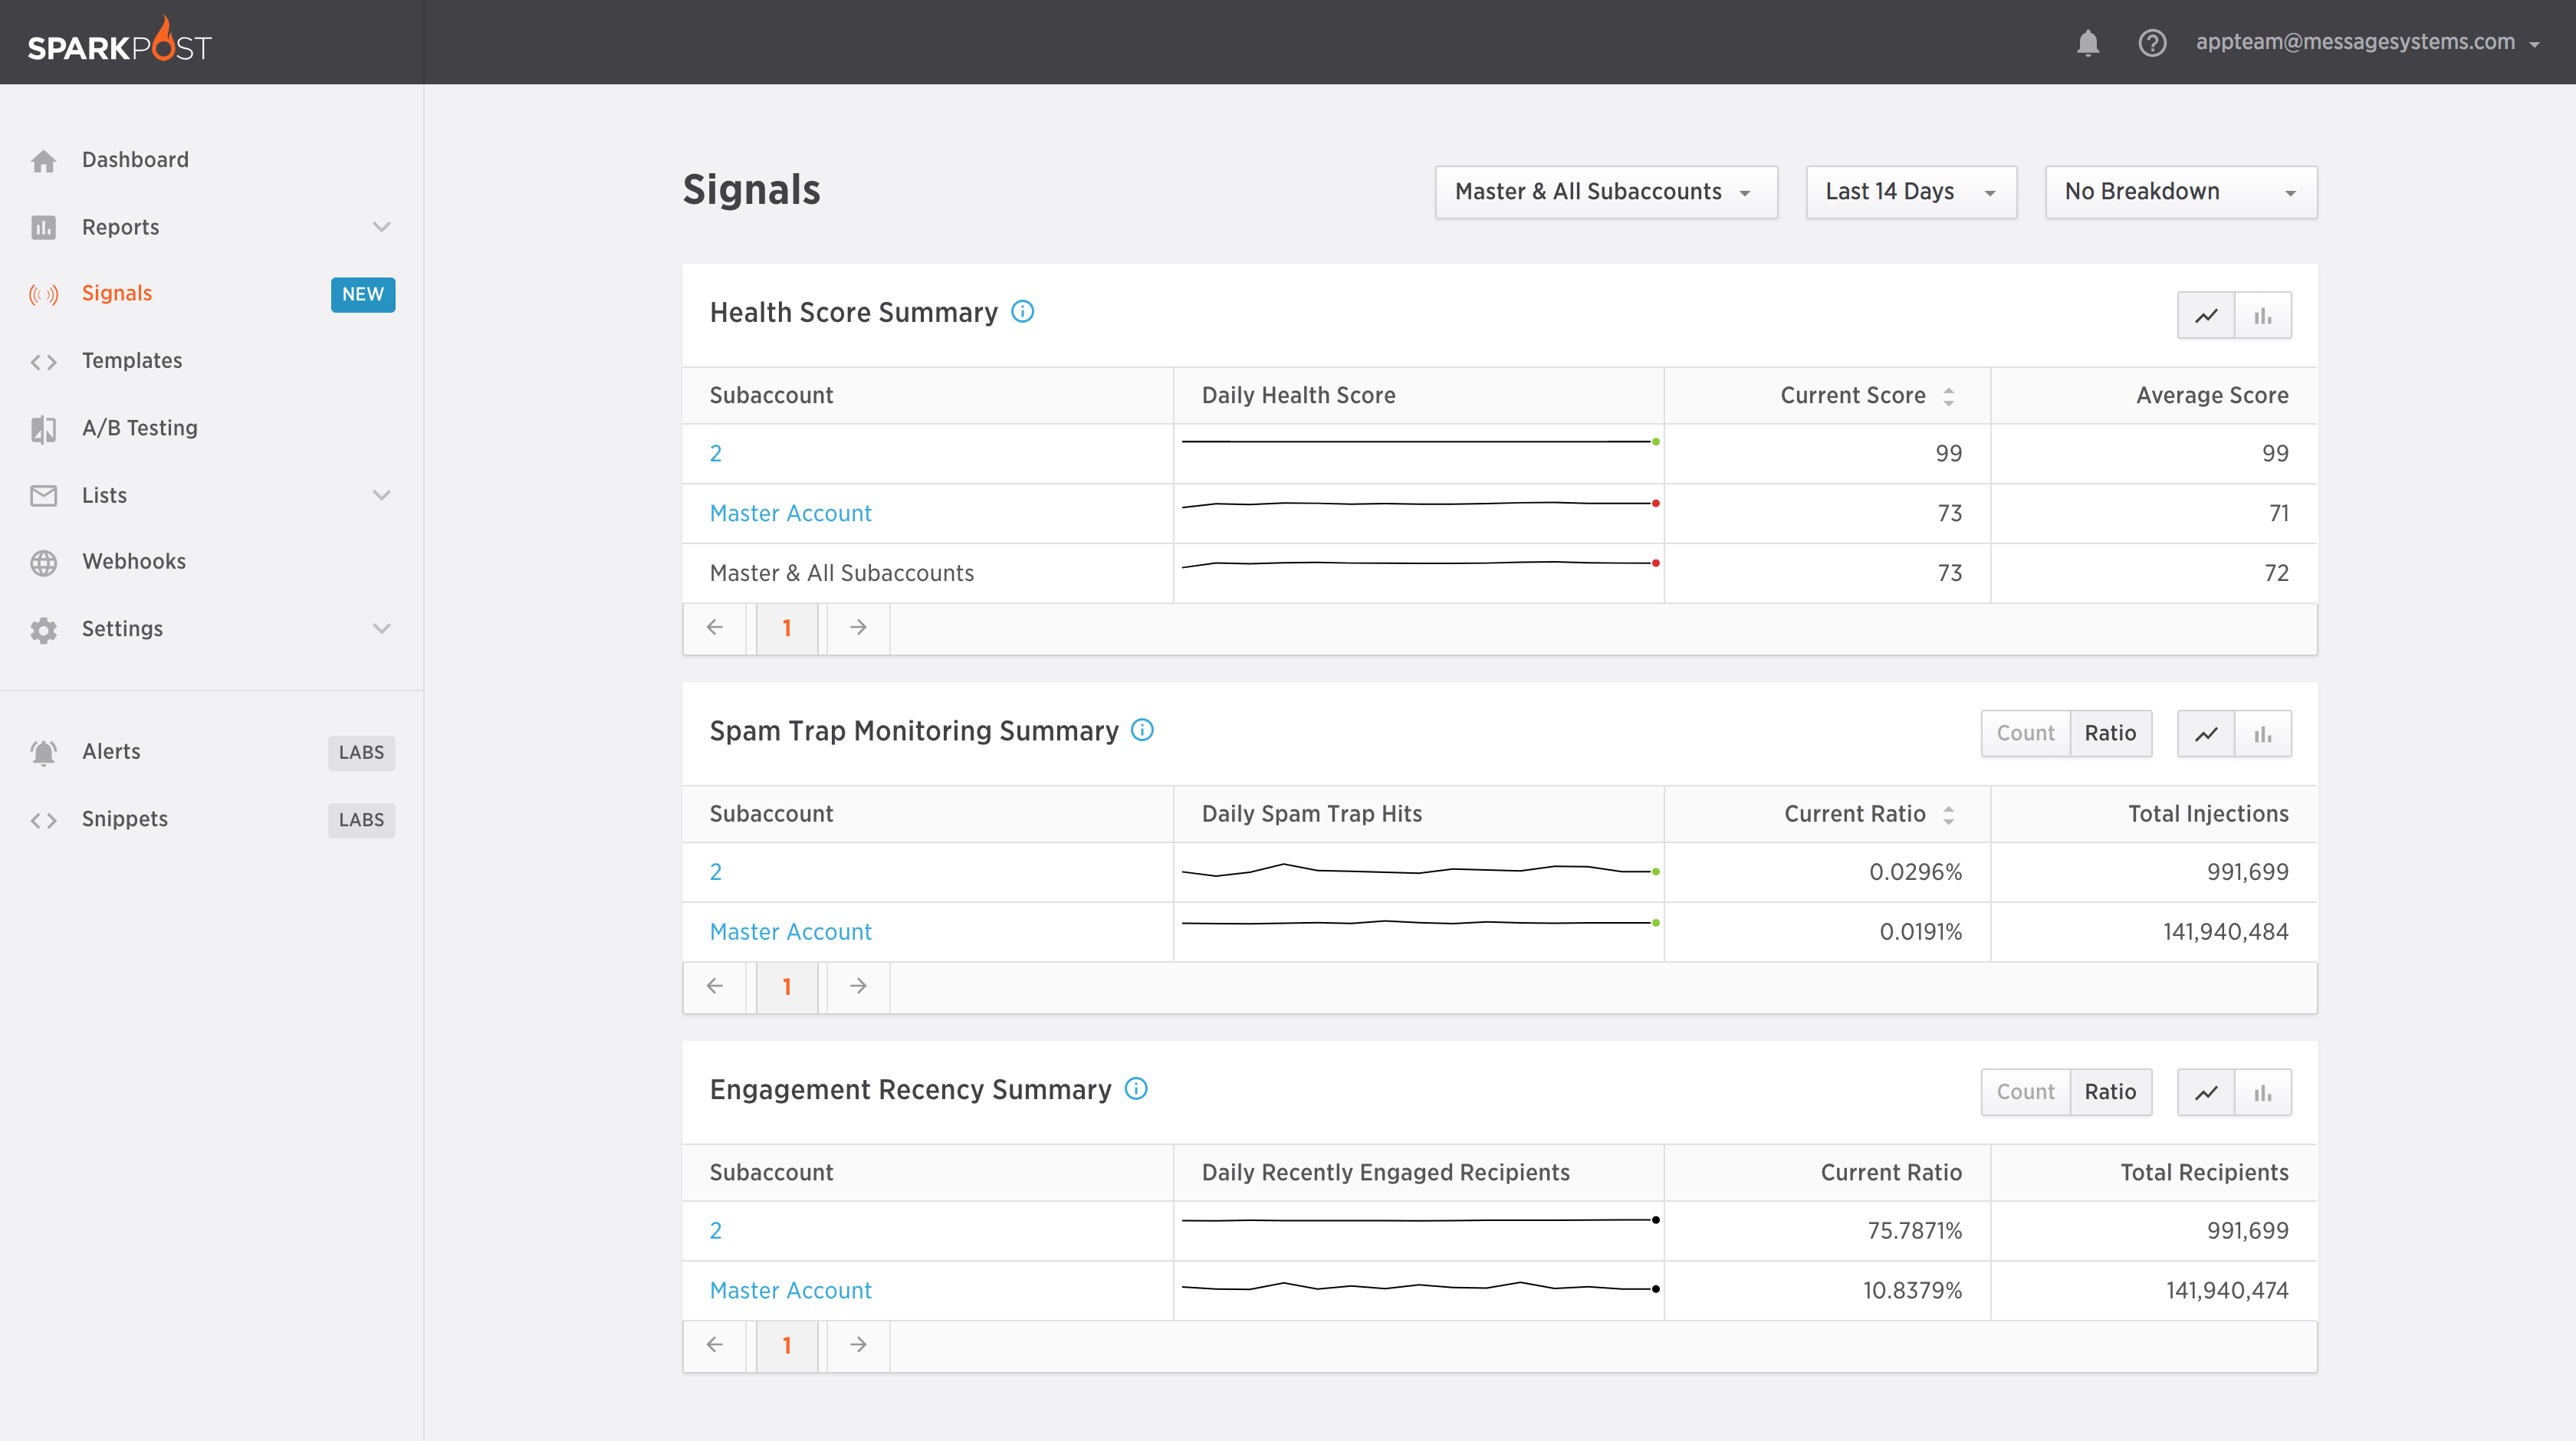 SPARKPOST
appteam@messagesystems.com
Dashboard
Reports
Signals NEW
Templates
A/B Testing
Lists
Webhooks
Settings
Alerts LABS
Snippets LABS
Signals
Master & All Subaccounts Last 14 Days No Breakdown
Health Score Summary
Subaccount Daily Health Score Current Score Average Score
2 99 99
Master Account 73 71
Master & All Subaccounts 73 72
1
Spam Trap Monitoring Summary Count Ratio
Subaccount Daily Spam Trap Hits Current Ratio Total Injections
2 0.0296% 991,699
Master Account 0.0191% 141,940,484
1
Engagement Recency Summary Count Ratio
Subaccount Daily Recently Engaged Recipients Current Ratio Total Recipients
2 75.7871% 991,699
Master Account 10.8379% 141,940,474
1